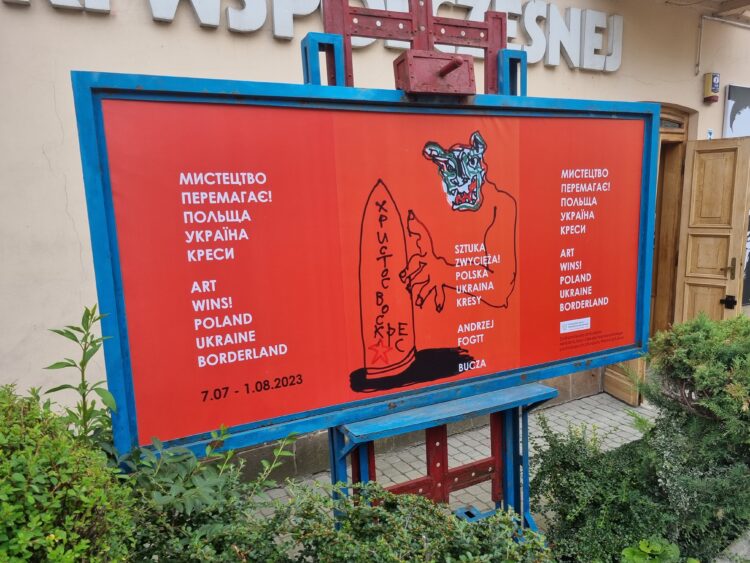 WSPÓŁCZESNEJ
МИСТЕЦТВО
ПЕРЕМАГАЄ!
ПОЛЬЩА
УКРАЇНА
КРЕСИ
ART
WINS!
POLAND
UKRAINE
BORDERLAND
7.07 - 1.08.2023
ХРИСТОС ВОСКРЕС
SZTUKA
ZWYCIĘŻA!
POLSKA
UKRAINA
KRESY
ANDRZEJ
FOGTT
BUCZA
МИСТЕЦТВО
ПЕРЕМАГАЄ!
ПОЛЬЩА
УКРАЇНА
КРЕСИ
ART
WINS!
POLAND
UKRAINE
BORDERLAND